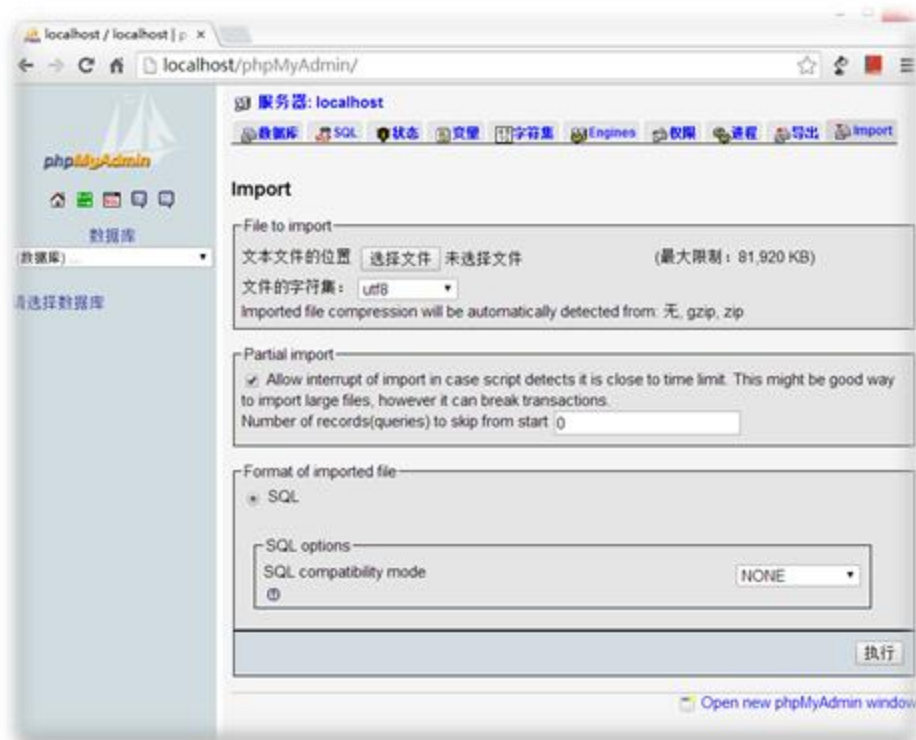 localhost / localhost | p
localhost/phpMyAdmin/
phpMyAdmin
数据库
(数据库) ...
请选择数据库
服务器: localhost
数据库 SQL 状态 变量 字符集 Engines 权限 进程 导出 Import
Import
File to import
文本文件的位置 选择文件 未选择文件 (最大限制：81,920 KB)
文件的字符集： utf8
Imported file compression will be automatically detected from: 无, gzip, zip
Partial import
Allow interrupt of import in case script detects it is close to time limit. This might be good way
to import large files, however it can break transactions.
Number of records(queries) to skip from start 0
Format of imported file
SQL
SQL options
SQL compatibility mode NONE
执行
Open new phpMyAdmin window